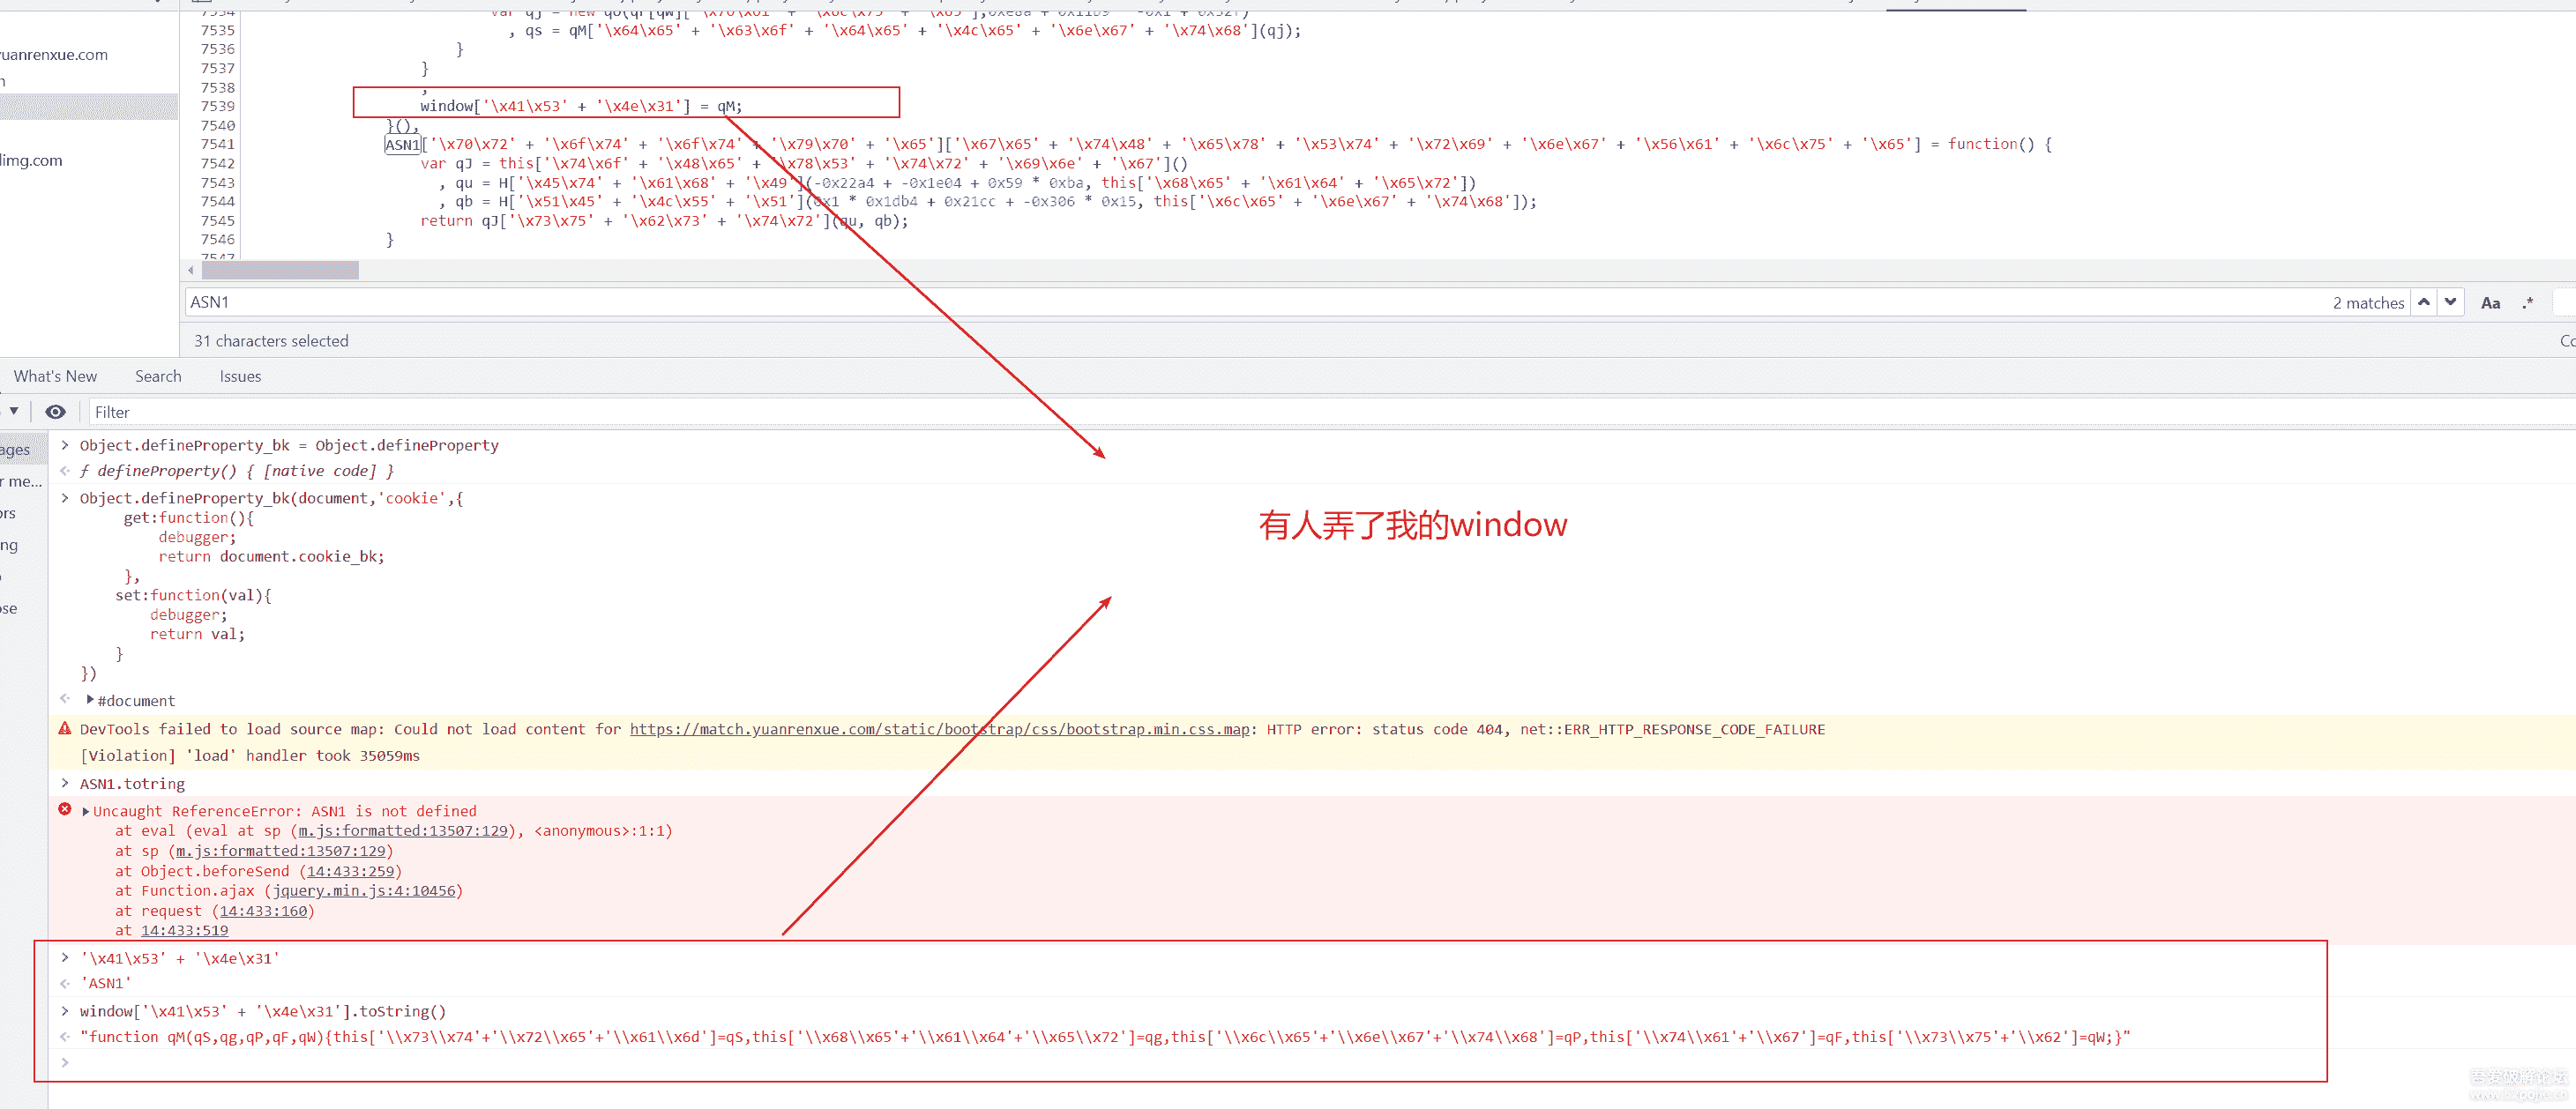 7535 , qs = qM['\x64\x65' + '\x63\x6f' + '\x64\x65' + '\x4c\x65' + '\x6e\x67' + '\x74\x68'](qj);
7536 }
7537 }
7538 ,
7539 window['\x41\x53' + '\x4e\x31'] = qM;
7540 }(),
7541 ASN1['\x70\x72' + '\x6f\x74' + '\x6f\x74' + '\x79\x70' + '\x65']['\x67\x65' + '\x74\x48' + '\x65\x78' + '\x53\x74' + '\x72\x69' + '\x6e\x67' + '\x56\x61' + '\x6c\x75' + '\x65'] = function() {
7542 var qJ = this['\x74\x6f' + '\x48\x65' + '\x78\x53' + '\x74\x72' + '\x69\x6e' + '\x67']()
7543 , qu = H['\x45\x74' + '\x61\x68' + '\x49'](-0x22a4 + -0x1e04 + 0x59 * 0xba, this['\x68\x65' + '\x61\x64' + '\x65\x72'])
7544 , qb = H['\x51\x45' + '\x4c\x55' + '\x51'](0x1 * 0x1db4 + 0x21cc + -0x306 * 0x15, this['\x6c\x65' + '\x6e\x67' + '\x74\x68']);
7545 return qJ['\x73\x75' + '\x62\x73' + '\x74\x72'](qu, qb);
7546 }
yuanrenxue.com
limg.com
ASN1
2 matches
Aa
.*
31 characters selected
What's New Search Issues
Filter
> Object.defineProperty_bk = Object.defineProperty
ƒ defineProperty() { [native code] }
> Object.defineProperty_bk(document,'cookie',{
get:function(){
debugger;
return document.cookie_bk;
},
set:function(val){
debugger;
return val;
}
})
#document
有人弄了我的window
DevTools failed to load source map: Could not load content for https://match.yuanrenxue.com/static/bootstrap/css/bootstrap.min.css.map: HTTP error: status code 404, net::ERR_HTTP_RESPONSE_CODE_FAILURE
[Violation] 'load' handler took 35059ms
> ASN1.totring
Uncaught ReferenceError: ASN1 is not defined
at eval (eval at sp (m.js:formatted:13507:129), <anonymous>:1:1)
at sp (m.js:formatted:13507:129)
at Object.beforeSend (14:433:259)
at Function.ajax (jquery.min.js:4:10456)
at request (14:433:160)
at 14:433:519
> '\x41\x53' + '\x4e\x31'
'ASN1'
> window['\x41\x53' + '\x4e\x31'].toString()
"function qM(qS,qg,qP,qF,qW){this['\\x73\\x74'+'\\x72\\x65'+'\\x61\\x6d']=qS,this['\\x68\\x65'+'\\x61\\x64'+'\\x65\\x72']=qg,this['\\x6c\\x65'+'\\x6e\\x67'+'\\x74\\x68']=qP,this['\\x74\\x61'+'\\x67']=qF,this['\\x73\\x75'+'\\x62']=qW;}"
>
吾爱破解论坛
www.52pojie.cn